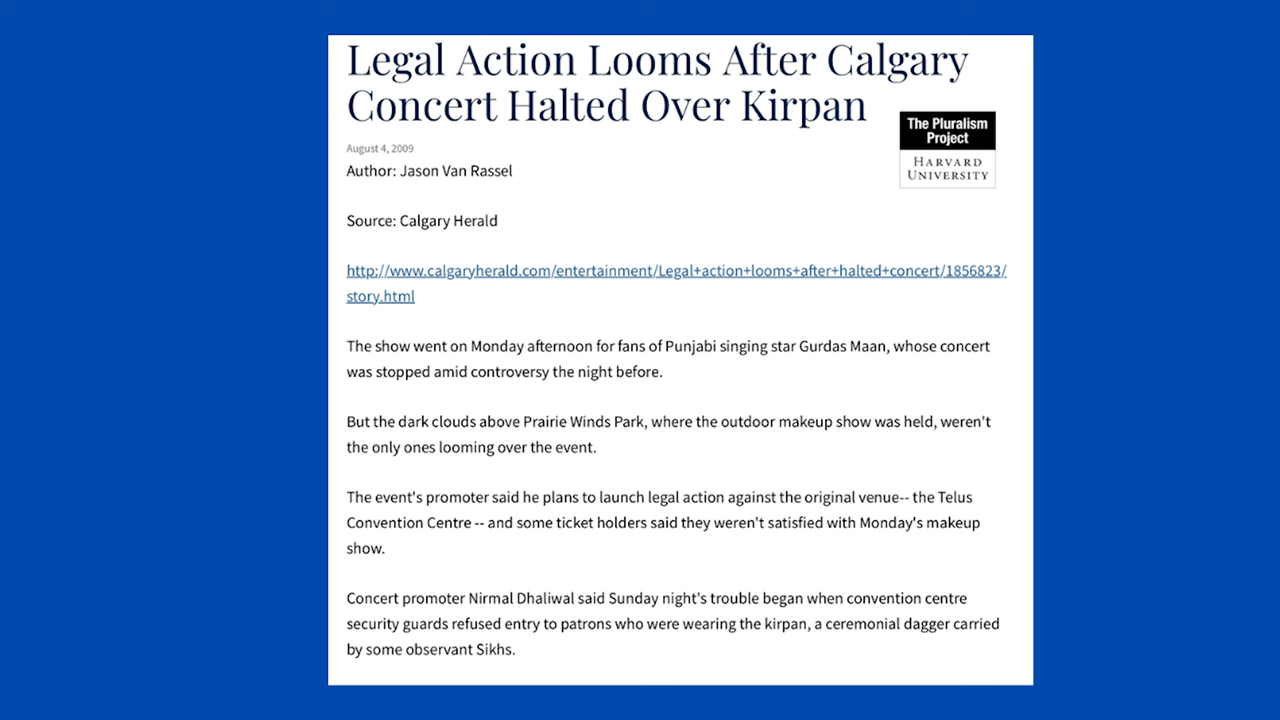 Legal Action Looms After Calgary
Concert Halted Over Kirpan
The Pluralism
Project
HARVARD
UNIVERSITY
August 4, 2009
Author: Jason Van Rassel
Source: Calgary Herald
http://www.calgaryherald.com/entertainment/Legal+action+looms+after+halted+concert/1856823/
story.html
The show went on Monday afternoon for fans of Punjabi singing star Gurdas Maan, whose concert
was stopped amid controversy the night before.
But the dark clouds above Prairie Winds Park, where the outdoor makeup show was held, weren't
the only ones looming over the event.
The event's promoter said he plans to launch legal action against the original venue-- the Telus
Convention Centre -- and some ticket holders said they weren't satisfied with Monday's makeup
show.
Concert promoter Nirmal Dhaliwal said Sunday night's trouble began when convention centre
security guards refused entry to patrons who were wearing the kirpan, a ceremonial dagger carried
by some observant Sikhs.